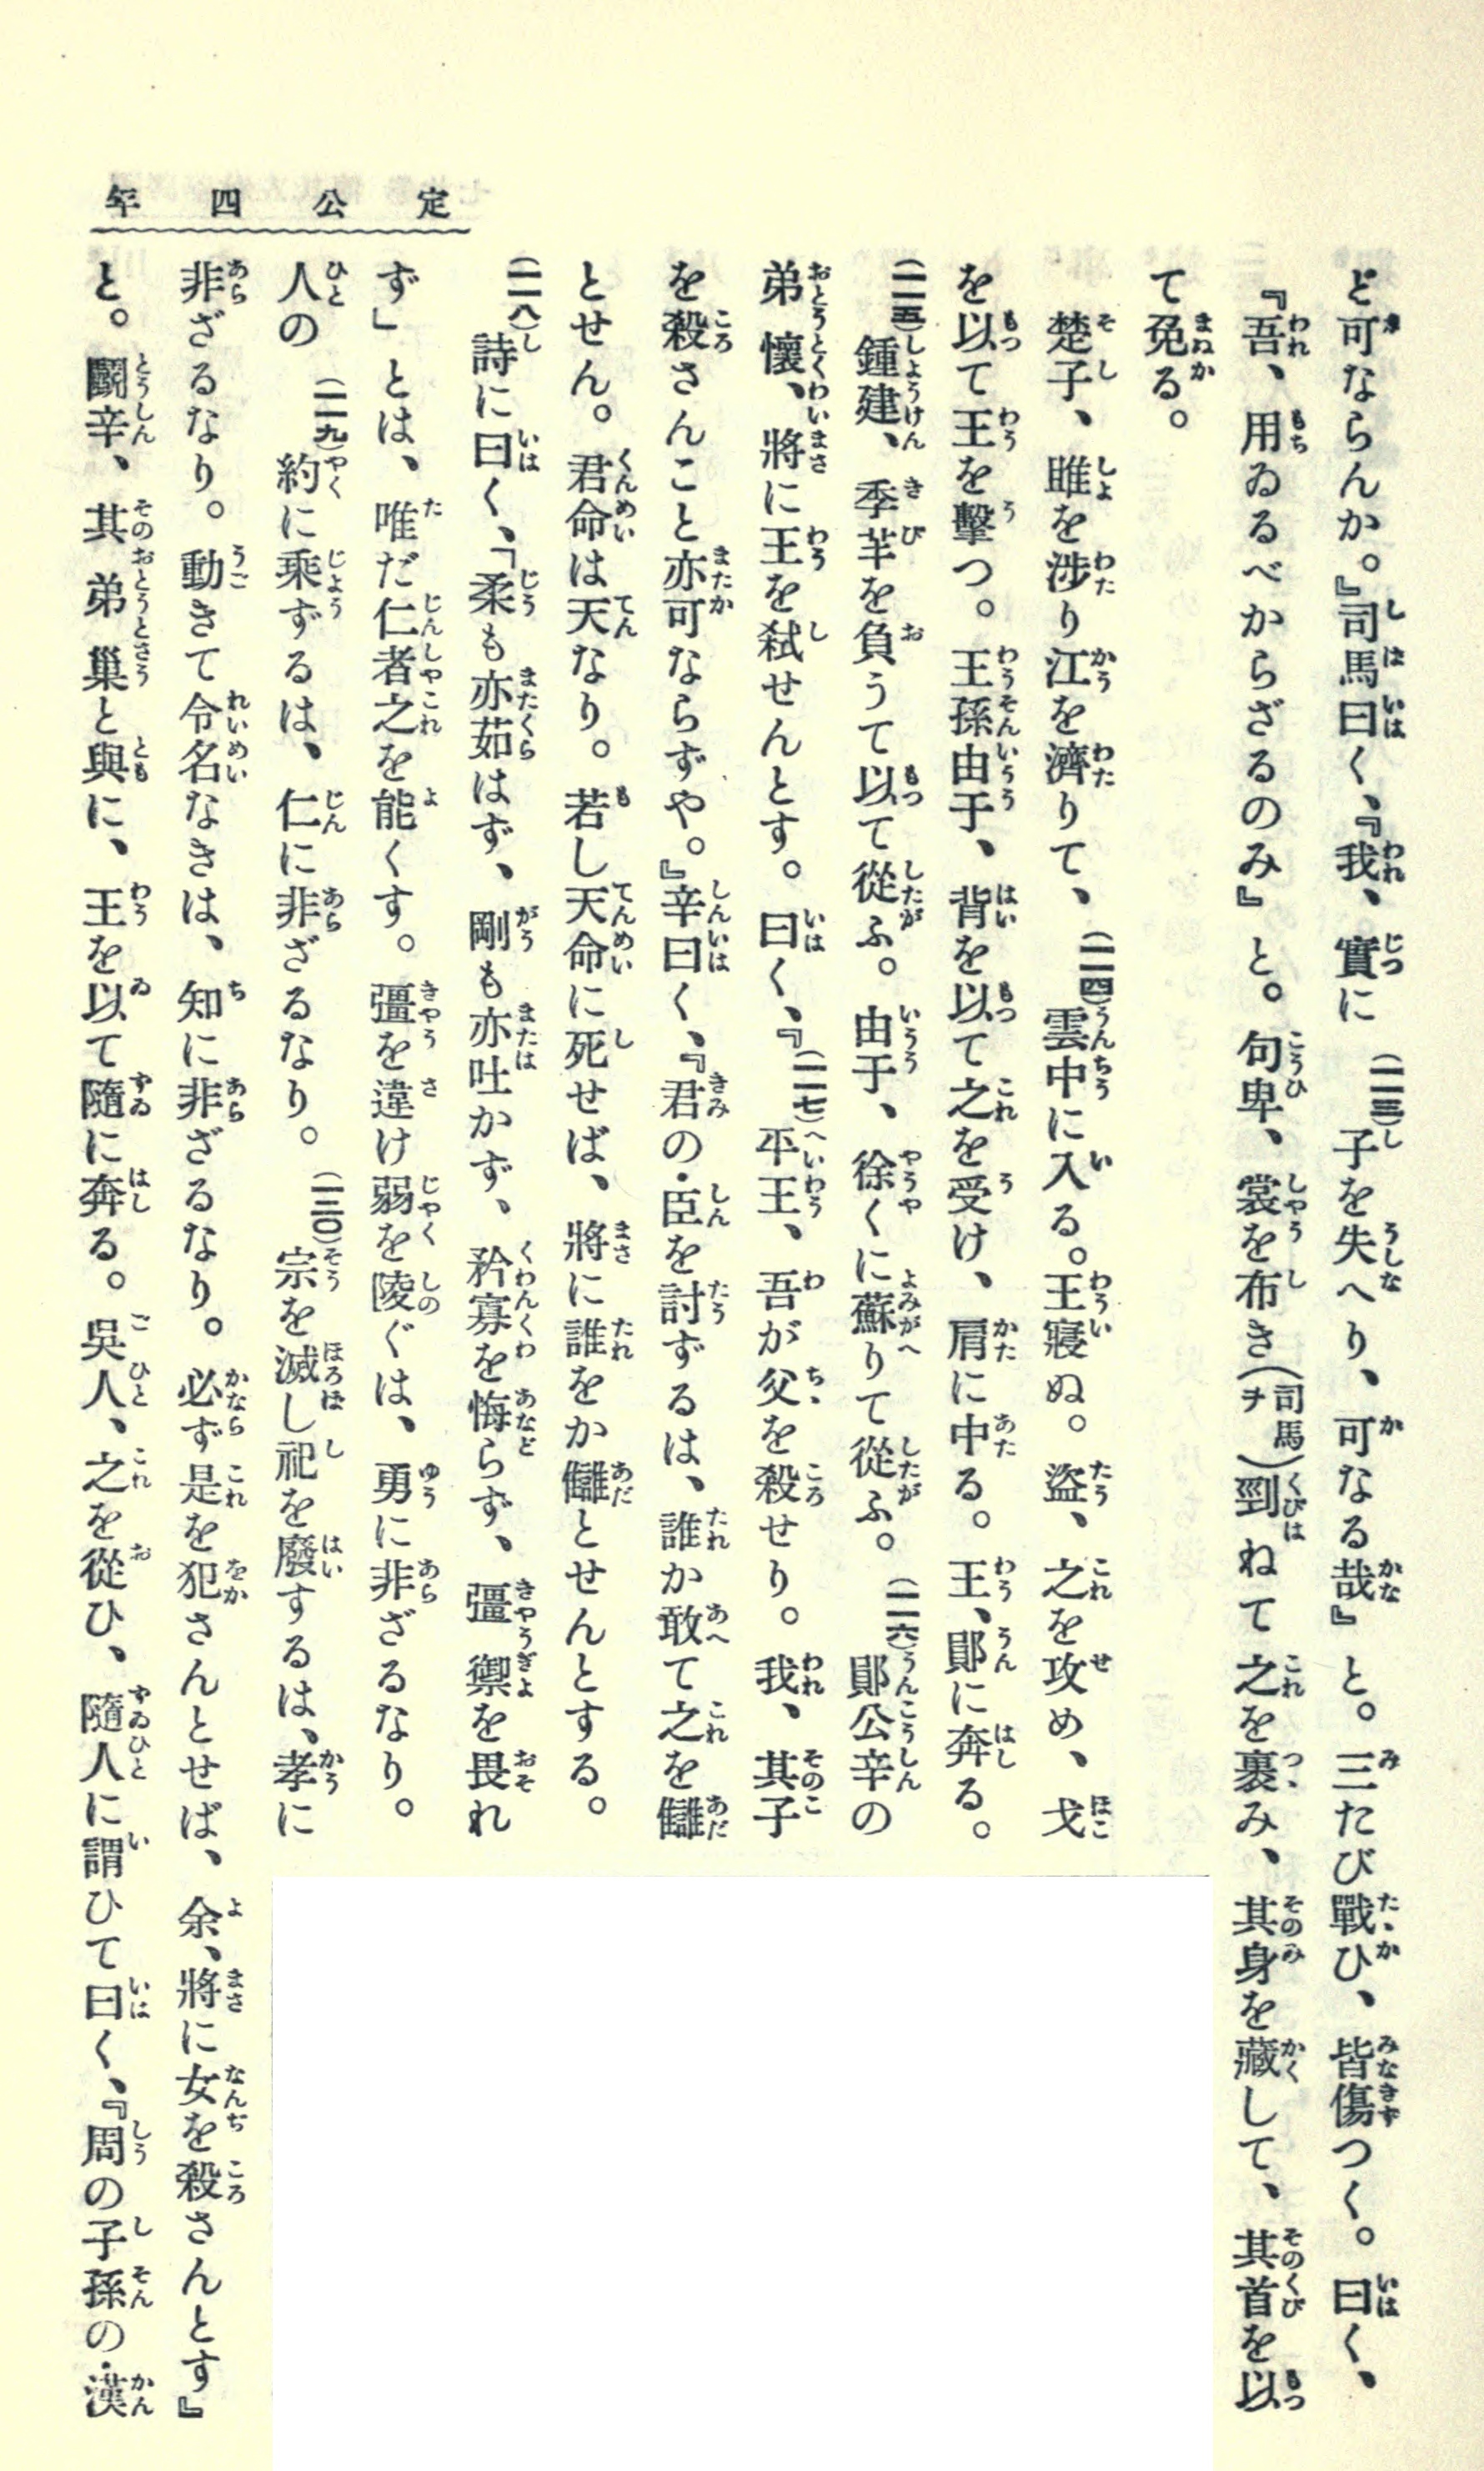 定公四年
ど可ならんか。』司馬曰く、『我、實に(一一三)子を失へり、可なる哉』と。三たび戰ひ、皆傷つく。曰く、
『吾、用ゐるべからざるのみ』と。句卑、裳を布き(司馬ヲ)剄ねて之を裹み、其身を藏して、其首を以
て免る。
楚子、雎を涉り江を濟りて、(一一四)雲中に入る。王寢ぬ。盜、之を攻め、戈
を以て王を擊つ。王孫由于、背を以て之を受け、肩に中る。王、鄖に奔る。
(一一五)鍾建、季芊を負うて以て從ふ。由于、徐くに蘇りて從ふ。(一一六)鄖公辛の
弟懷、將に王を弑せんとす。曰く、『(一一七)平王、吾が父を殺せり。我、其子
を殺さんこと亦可ならずや。』辛曰く、『君の・臣を討ずるは、誰か敢て之を讎
とせん。君命は天なり。若し天命に死せば、將に誰をか讎とせんとする。
(一一八)詩に曰く、「柔も亦茹はず、剛も亦吐かず、矜寡を悔らず、彊禦を畏れ
ず」とは、唯だ仁者之を能くす。彊を違け弱を陵ぐは、勇に非ざるなり。
人の(一一九)約に乘ずるは、仁に非ざるなり。(一二〇)宗を滅し祀を廢するは、孝に
非ざるなり。動きて令名なきは、知に非ざるなり。必ず是を犯さんとせば、余、將に女を殺さんとす』
と。鬭辛、其弟巢と與に、王を以て隨に奔る。吳人、之を從ひ、隨人に謂ひて曰く、『周の子孫の・漢